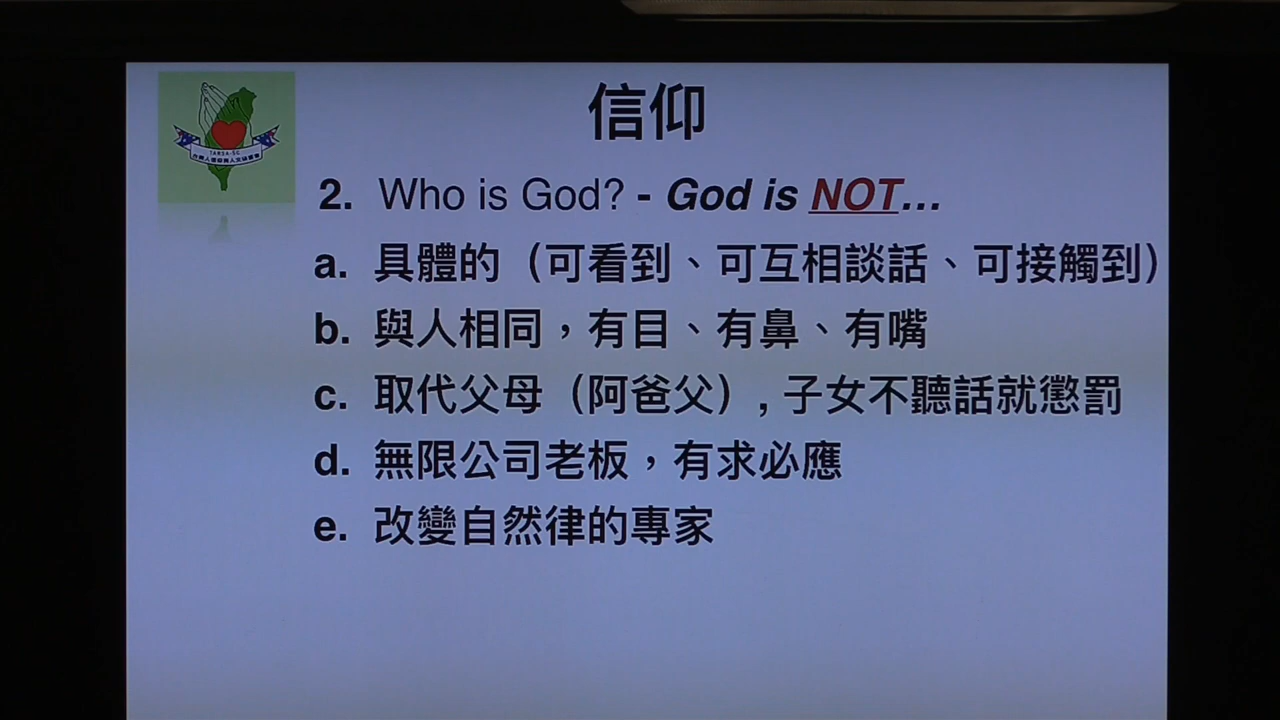 信仰
2. Who is God? - God is NOT...
a. 具體的（可看到、可互相談話、可接觸到）
b. 與人相同，有目、有鼻、有嘴
c. 取代父母（阿爸父）, 子女不聽話就懲罰
d. 無限公司老板，有求必應
e. 改變自然律的專家